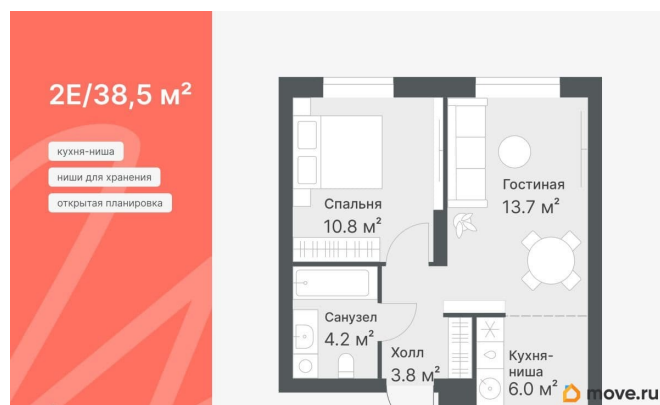 2E/38,5 м²
кухня-ниша
ниши для хранения
открытая планировка
Спальня
10.8 м²
Гостиная
13.7 м²
Санузел
4.2 м²
Холл
3.8 м²
Кухня-
ниша
6.0 м²
move.ru